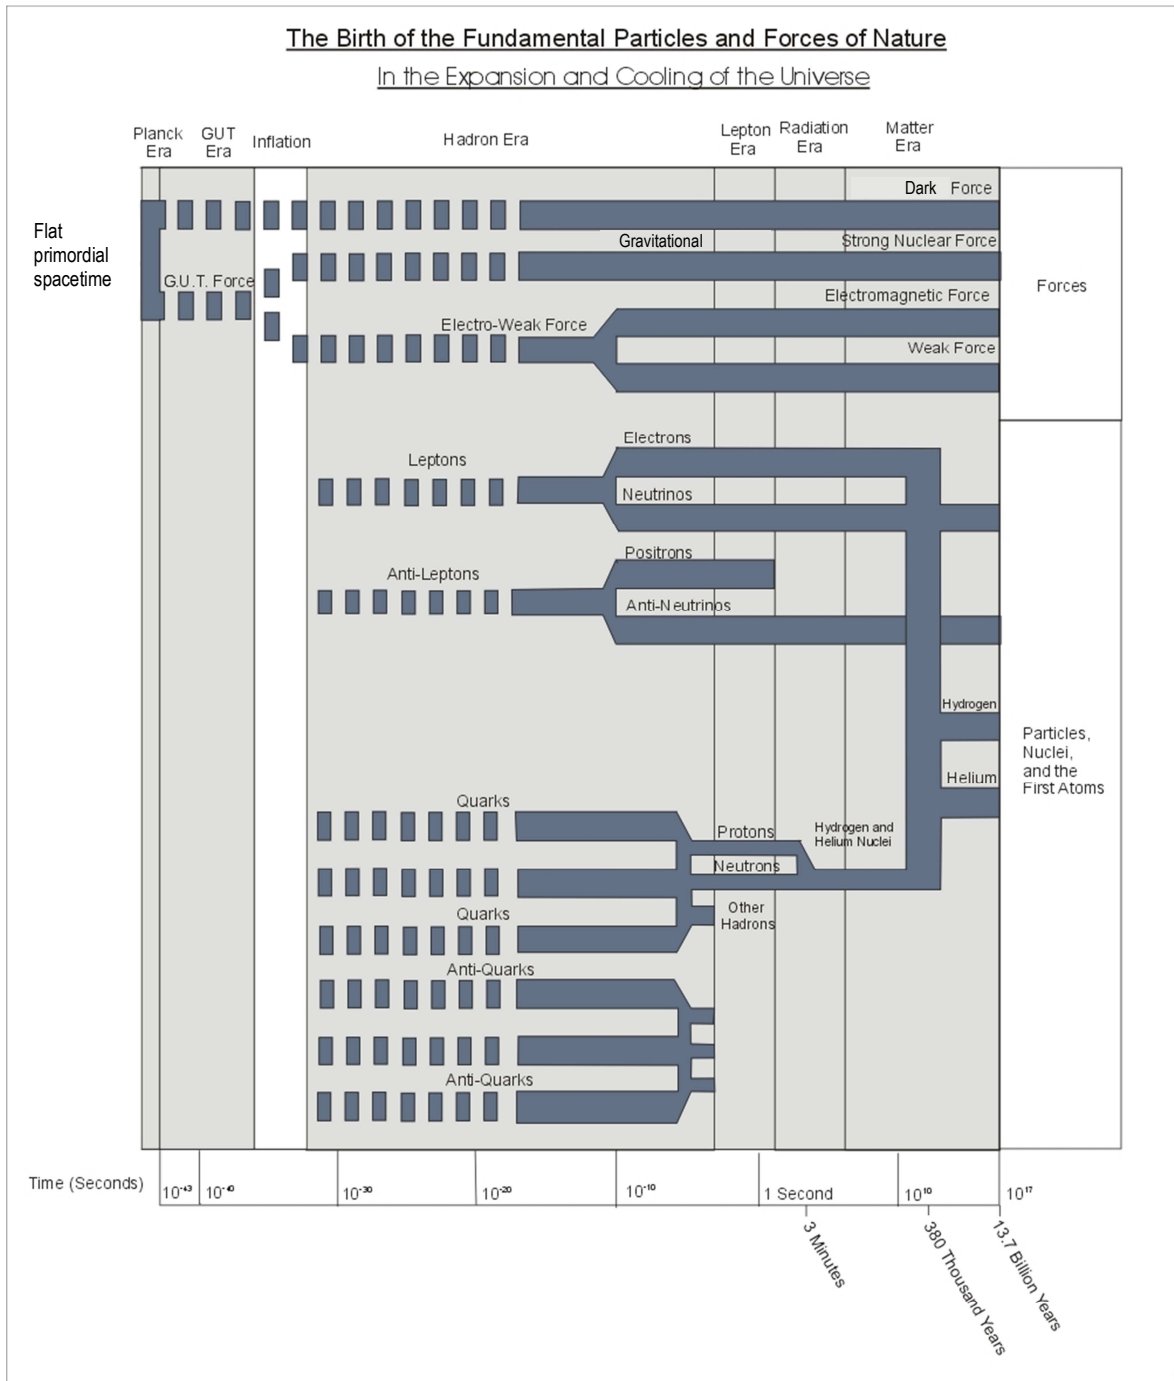 The Birth of the Fundamental Particles and Forces of Nature
In the Expansion and Cooling of the Universe
Planck
Era
GUT
Era
Inflation
Hadron Era
Lepton
Era
Radiation
Era
Matter
Era
Dark Force
Flat
primordial
spacetime
Gravitational
Strong Nuclear Force
G.U.T. Force
Forces
Electromagnetic Force
Electro-Weak Force
Weak Force
Electrons
Leptons
Neutrinos
Positrons
Anti-Leptons
Anti-Neutrinos
Hydrogen
Particles,
Nuclei,
and the
First Atoms
Helium
Quarks
Protons
Hydrogen and
Helium Nuclei
Neutrons
Quarks
Other
Hadrons
Anti-Quarks
Anti-Quarks
Time (Seconds)
10⁻⁴³
10⁻⁴⁰
10⁻³⁰
10⁻²⁰
10⁻¹⁰
1 Second
10¹⁰
10¹⁷
3 Minutes
380 Thousand Years
13.7 Billion Years